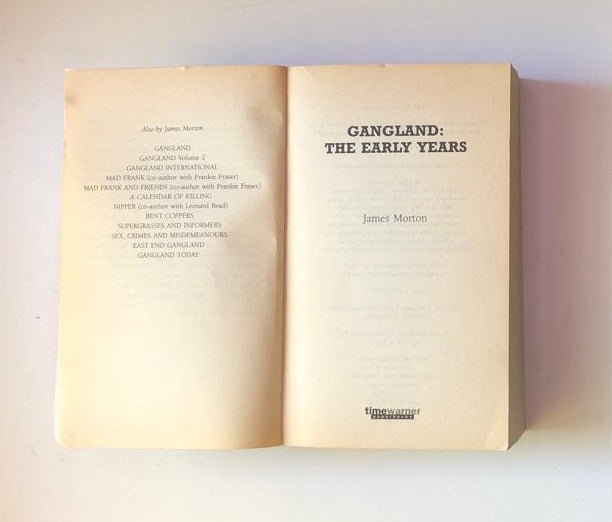 Also by James Morton
GANGLAND
GANGLAND Volume 2
GANGLAND INTERNATIONAL
MAD FRANK (co-author with Frankie Fraser)
MAD FRANK AND FRIENDS (co-author with Frankie Fraser)
A CALENDAR OF KILLING
NIPPER (co-author with Leonard Read)
BENT COPPERS
SUPERGRASSES AND INFORMERS
SEX, CRIMES AND MISDEMEANOURS
EAST END GANGLAND
GANGLAND TODAY
GANGLAND:
THE EARLY YEARS
James Morton
timewarner
paperbacks